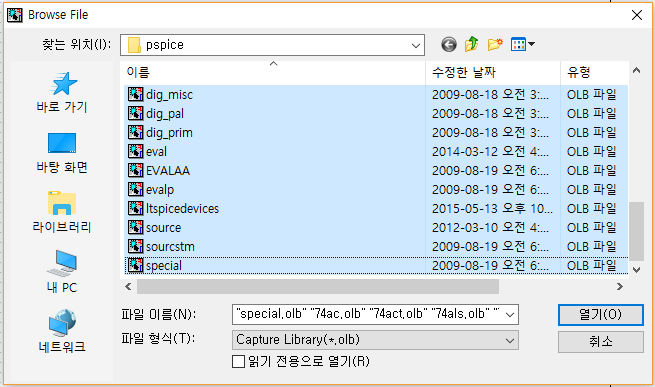 Browse File
찾는 위치(I): pspice
이름 수정한 날짜 유형
dig_misc 2009-08-18 오전 3:... OLB 파일
dig_pal 2009-08-18 오전 3:... OLB 파일
dig_prim 2009-08-18 오전 3:... OLB 파일
eval 2014-03-12 오전 4:... OLB 파일
EVALAA 2009-08-19 오전 6:... OLB 파일
evalp 2009-08-19 오전 6:... OLB 파일
ltspicedevices 2015-05-13 오후 10... OLB 파일
source 2012-03-10 오전 4:... OLB 파일
sourcstm 2009-08-19 오전 6:... OLB 파일
special 2009-08-19 오전 6:... OLB 파일
바로 가기
바탕 화면
라이브러리
내 PC
네트워크
파일 이름(N): "special.olb" "74ac.olb" "74act.olb" "74als.olb" " 열기(O)
파일 형식(T): Capture Library(*.olb) 취소
읽기 전용으로 열기(R)